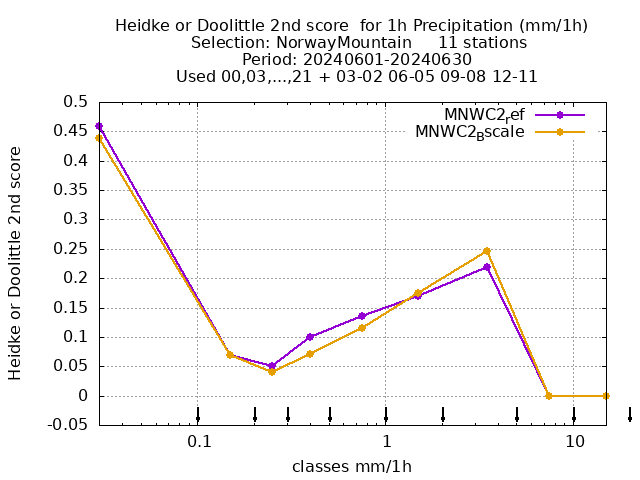 Heidke or Doolittle 2nd score for 1h Precipitation (mm/1h)
Selection: NorwayMountain 11 stations
Period: 20240601-20240630
Used 00,03,...,21 + 03-02 06-05 09-08 12-11
MNWC2ref
MNWC2Bscale
0.5
0.45
0.4
0.35
0.3
0.25
0.2
0.15
0.1
0.05
0
-0.05
Heidke or Doolittle 2nd score
0.1 1 10
classes mm/1h